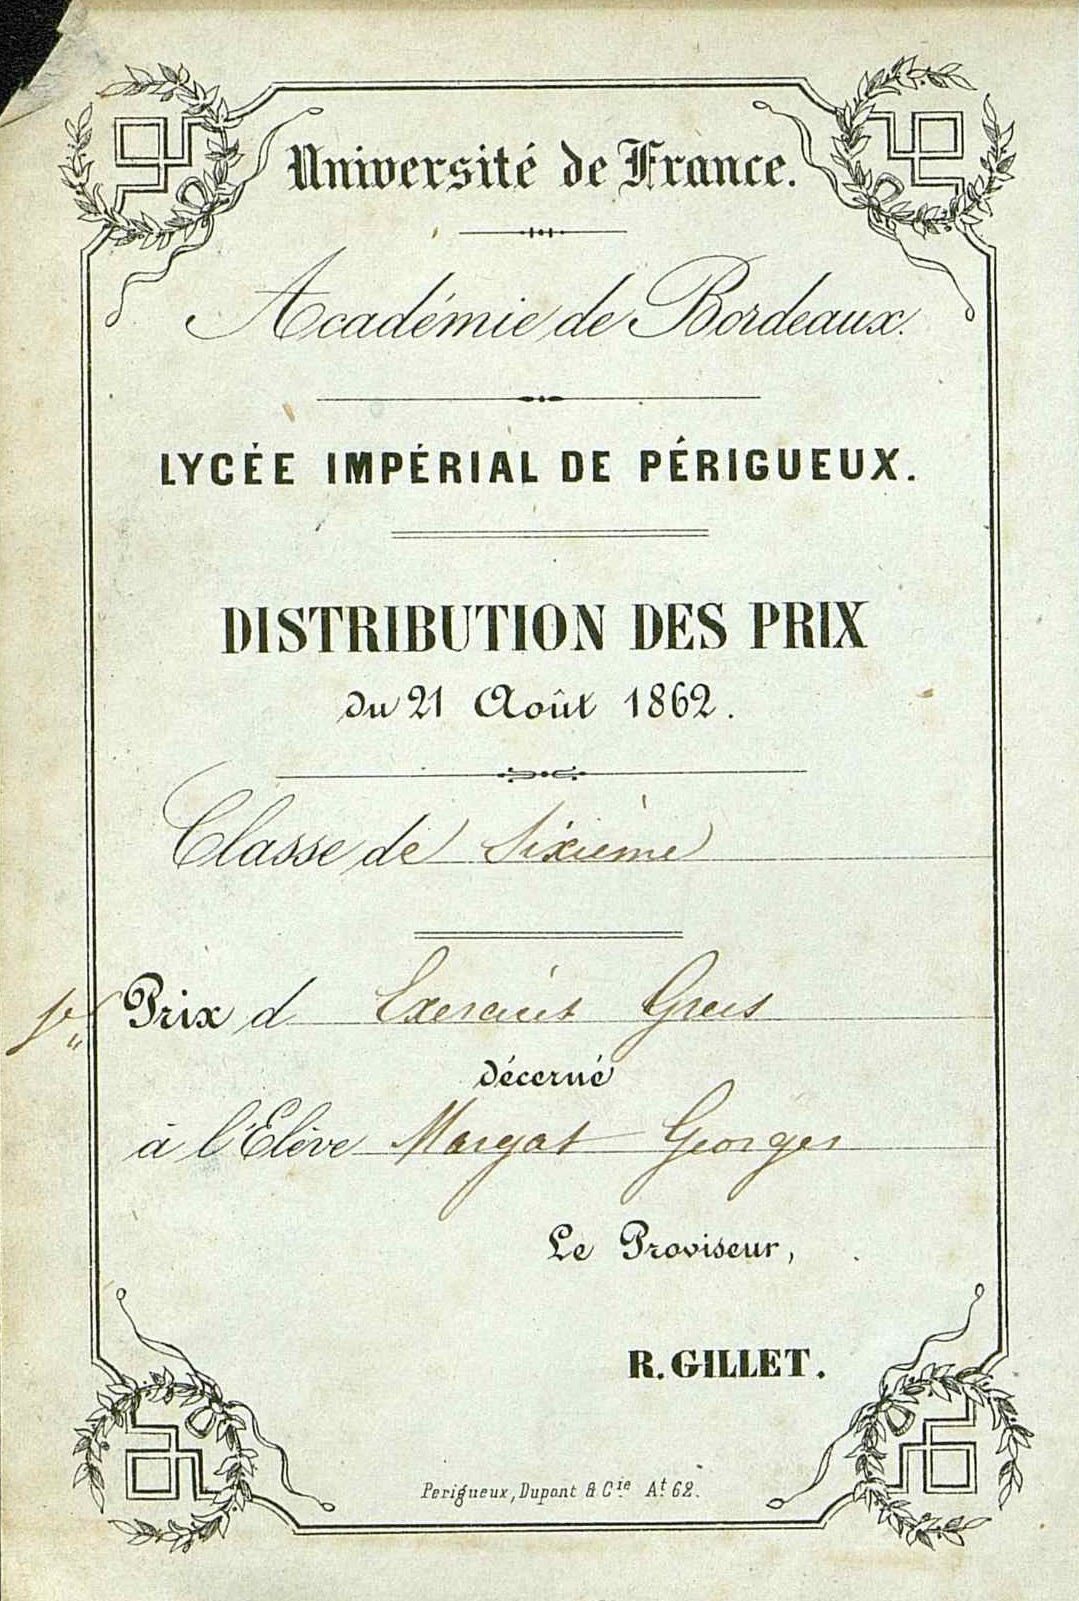 Université de France.
Académie de Bordeaux.
LYCÉE IMPÉRIAL DE PÉRIGUEUX.
DISTRIBUTION DES PRIX
du 21 Août 1862.
Classe de Sixième
1er Prix d Exercices Grecs
décerné
à l'Elève Margat Georges
Le Proviseur,
R. GILLET.
Perigueux, Dupont & Cie. At 62.